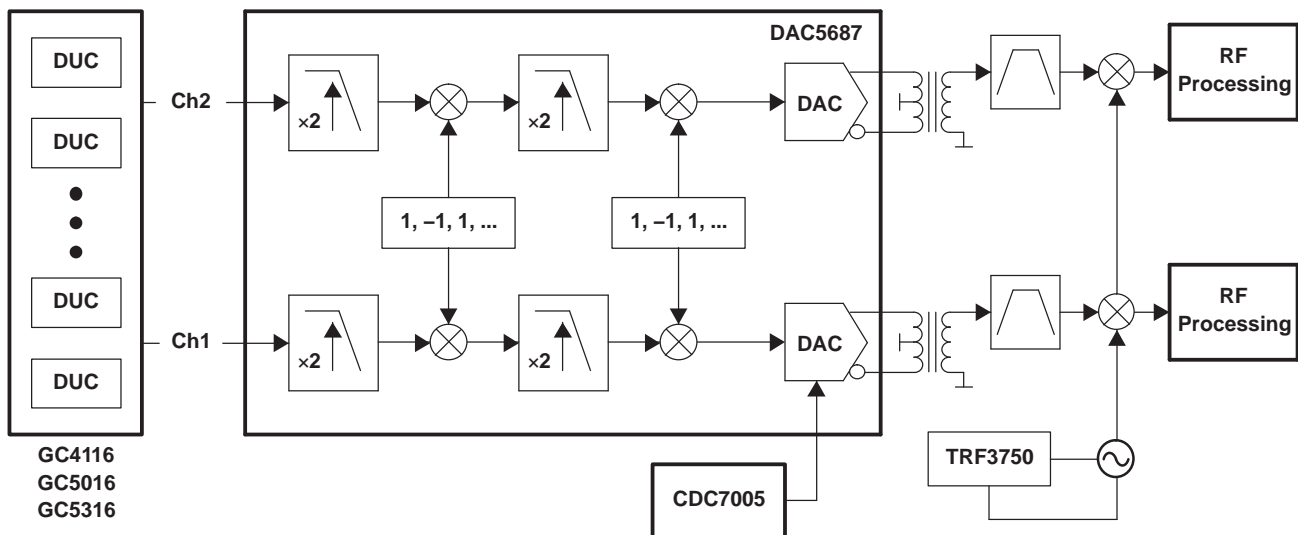 DAC5687
DUC
DUC
DUC
DUC
Ch2
×2
×2
DAC
RF
Processing
1, –1, 1, ...
1, –1, 1, ...
Ch1
×2
×2
DAC
RF
Processing
GC4116
GC5016
GC5316
CDC7005
TRF3750